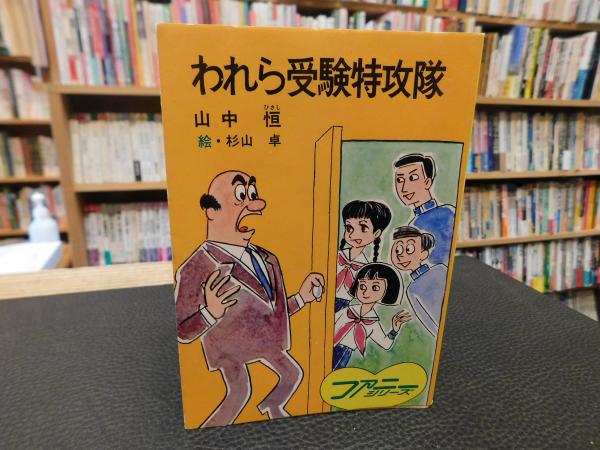 われら受験特攻隊
山中 恒
ひさし
絵・杉山 卓
ファニー
シリーズ